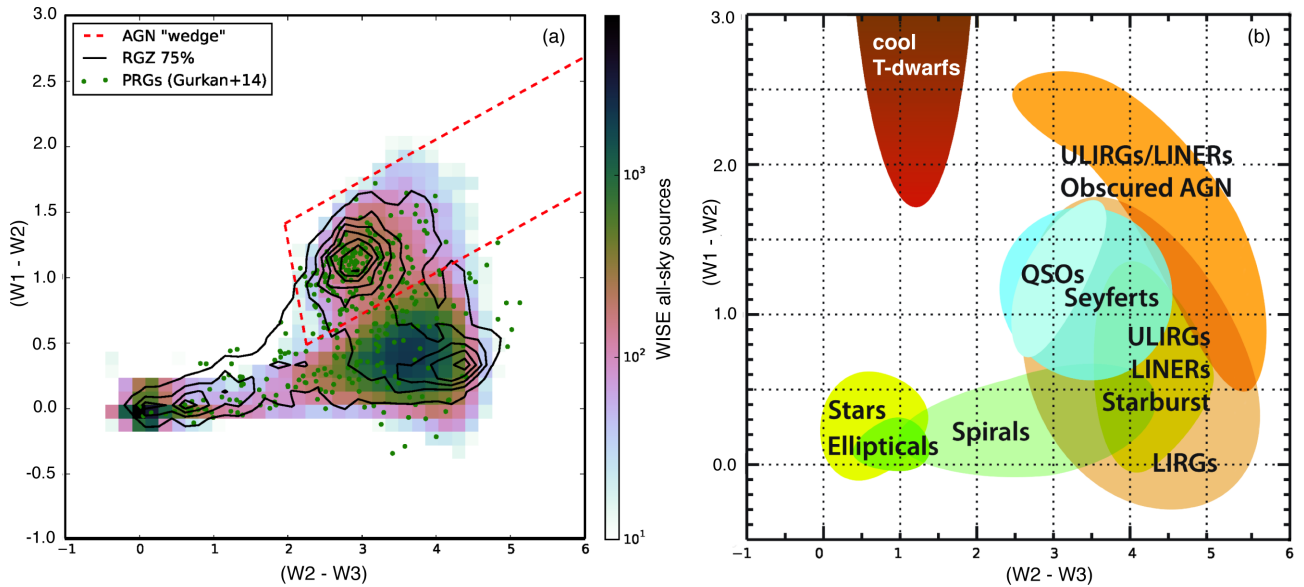 3.0
2.5
2.0
1.5
1.0
0.5
0.0
-0.5
-1.0
(W1 - W2)
AGN "wedge"
RGZ 75%
PRGs (Gurkan+14)
(a)
−1
0
1
2
3
4
5
6
(W2 - W3)
10³
10²
10¹
WISE all-sky sources
3.0
2.0
1.0
0.0
(W1 - W2)
(b)
cool
T-dwarfs
ULIRGs/LINERs
Obscured AGN
QSOs
Seyferts
ULIRGs
LINERs
Starburst
Stars
Ellipticals
Spirals
LIRGs
−1
0
1
2
3
4
5
6
(W2 - W3)